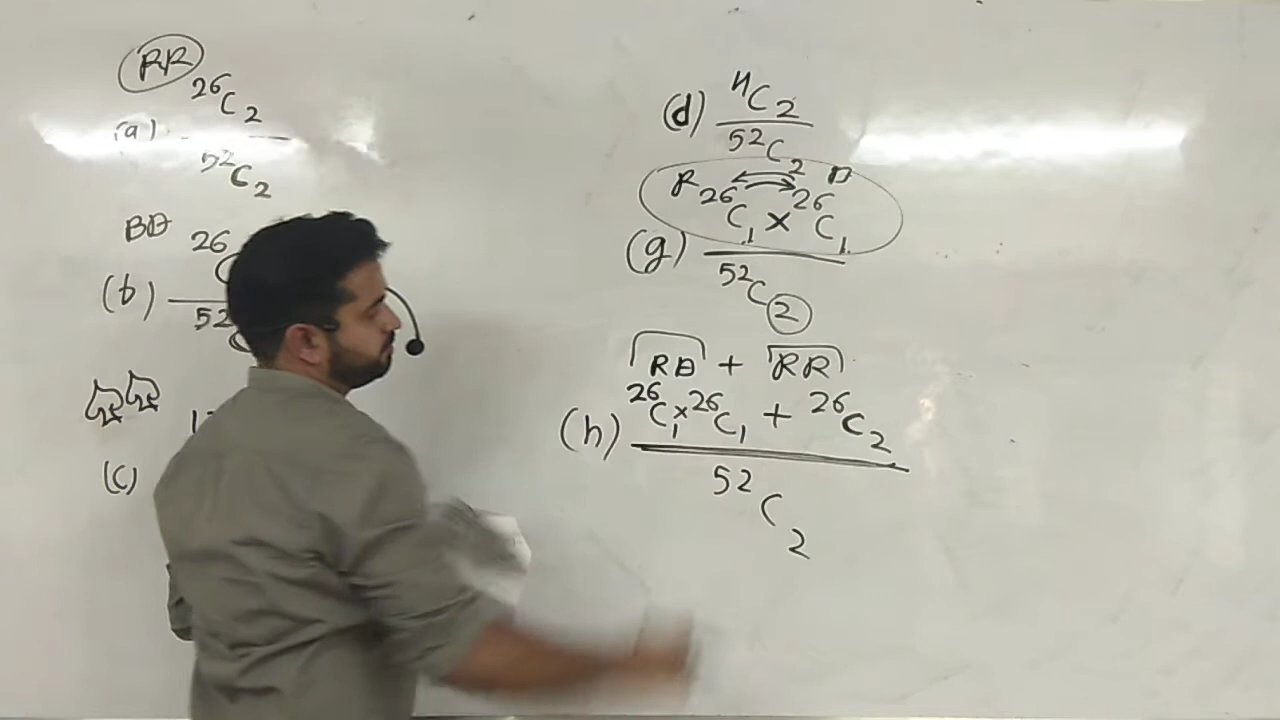 RR
26C2
(a)
52C2
BB
26
(b)
52
(c)
(d) 4C2
52C2
R B
26C1 × 26C1
(g)
52C2
RB + RR
26C1 × 26C1 + 26C2
(h)
52C2